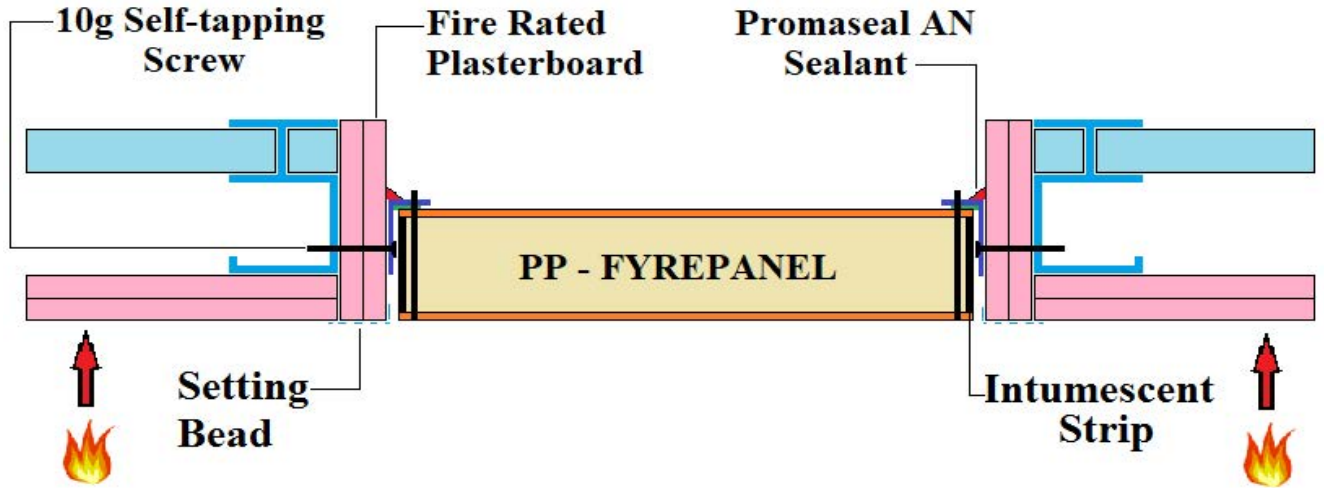 10g Self-tapping
Screw
Fire Rated
Plasterboard
Promaseal AN
Sealant
PP - FYREPANEL
Setting
Bead
Intumescent
Strip